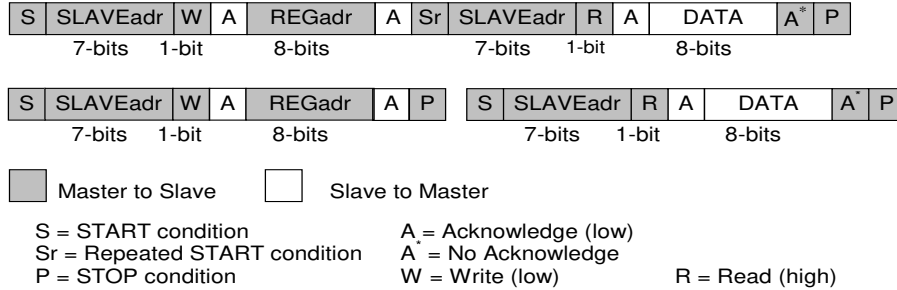 S SLAVEadr W A REGadr A Sr SLAVEadr R A DATA A* P
7-bits 1-bit 8-bits 7-bits 1-bit 8-bits
S SLAVEadr W A REGadr A P S SLAVEadr R A DATA A* P
7-bits 1-bit 8-bits 7-bits 1-bit 8-bits
Master to Slave Slave to Master
S = START condition A = Acknowledge (low)
Sr = Repeated START condition A* = No Acknowledge
P = STOP condition W = Write (low) R = Read (high)